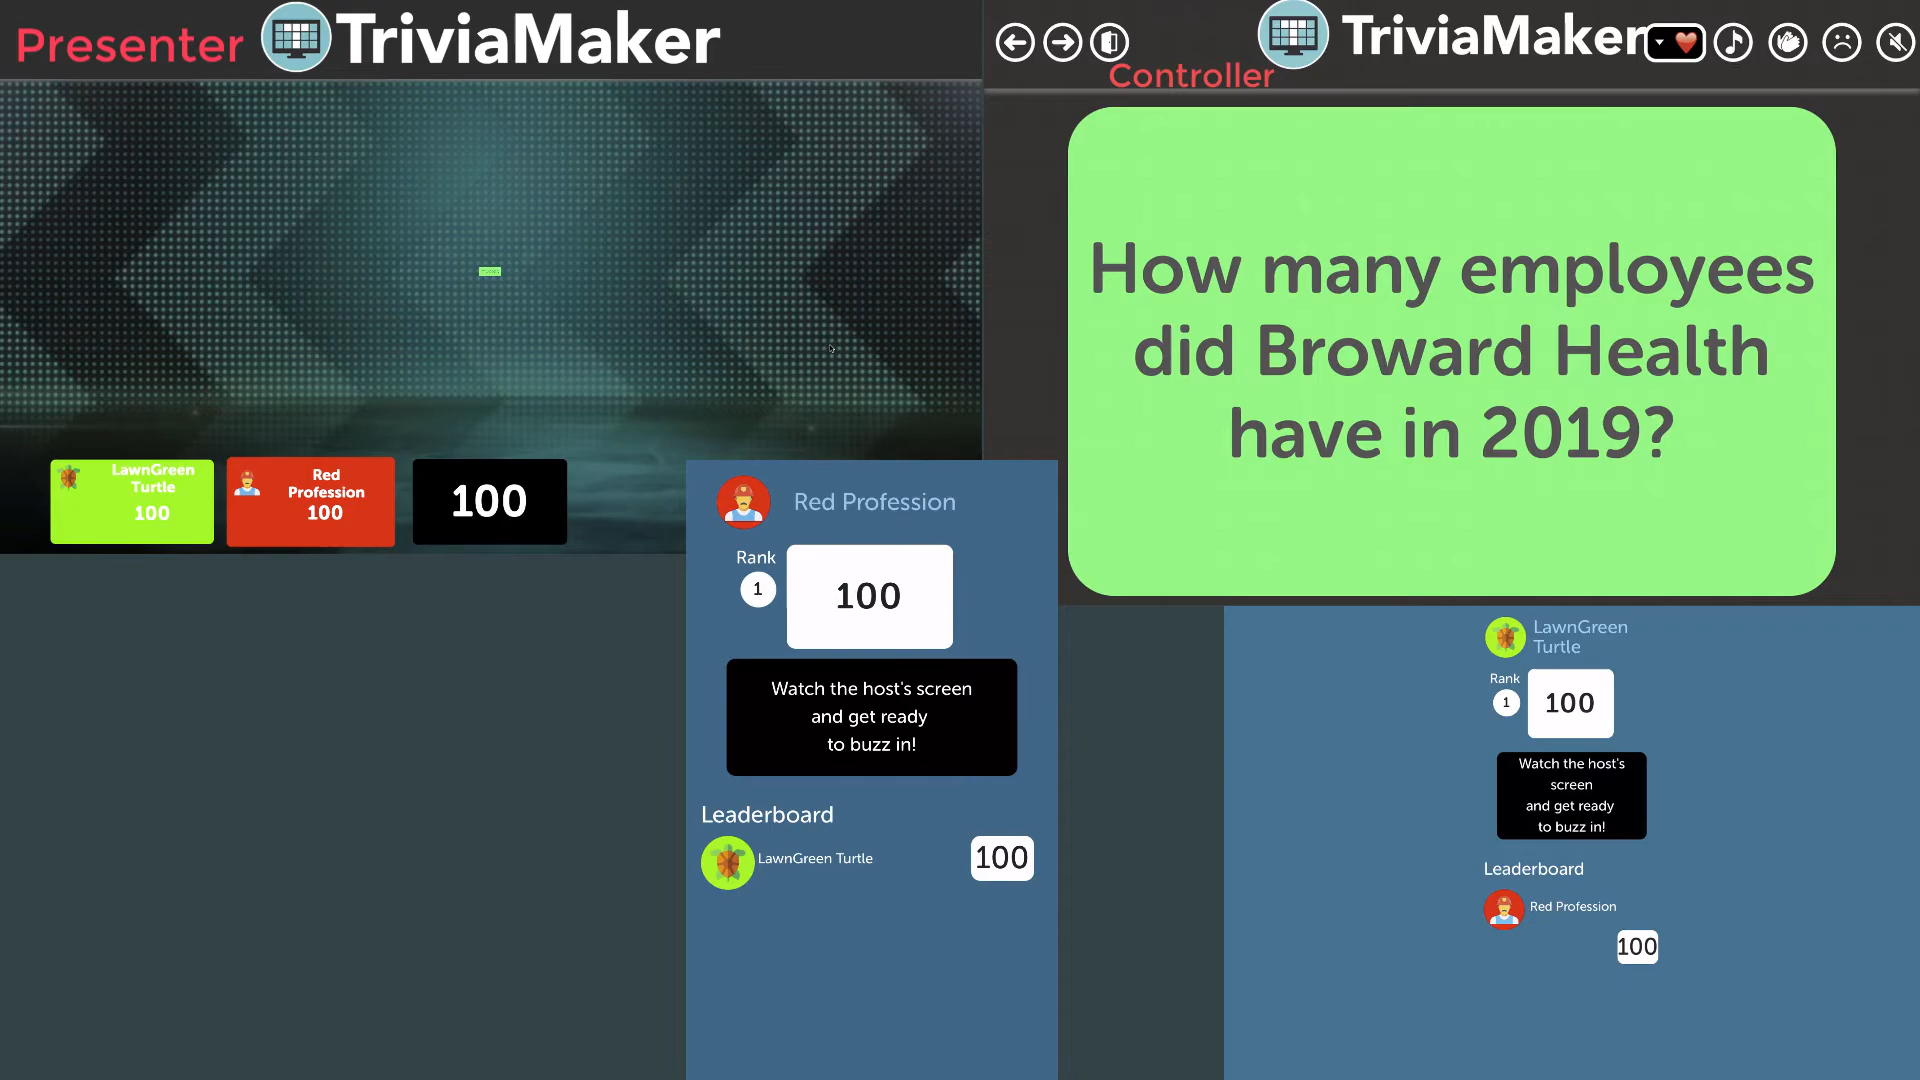 Presenter
TriviaMaker
LawnGreen
Turtle
100
Red
Profession
100
100
TriviaMaker
Controller
How many employees
did Broward Health
have in 2019?
Red Profession
Rank
1
100
Watch the host's screen
and get ready
to buzz in!
Leaderboard
LawnGreen Turtle
100
LawnGreen
Turtle
Rank
1
100
Watch the host's
screen
and get ready
to buzz in!
Leaderboard
Red Profession
100